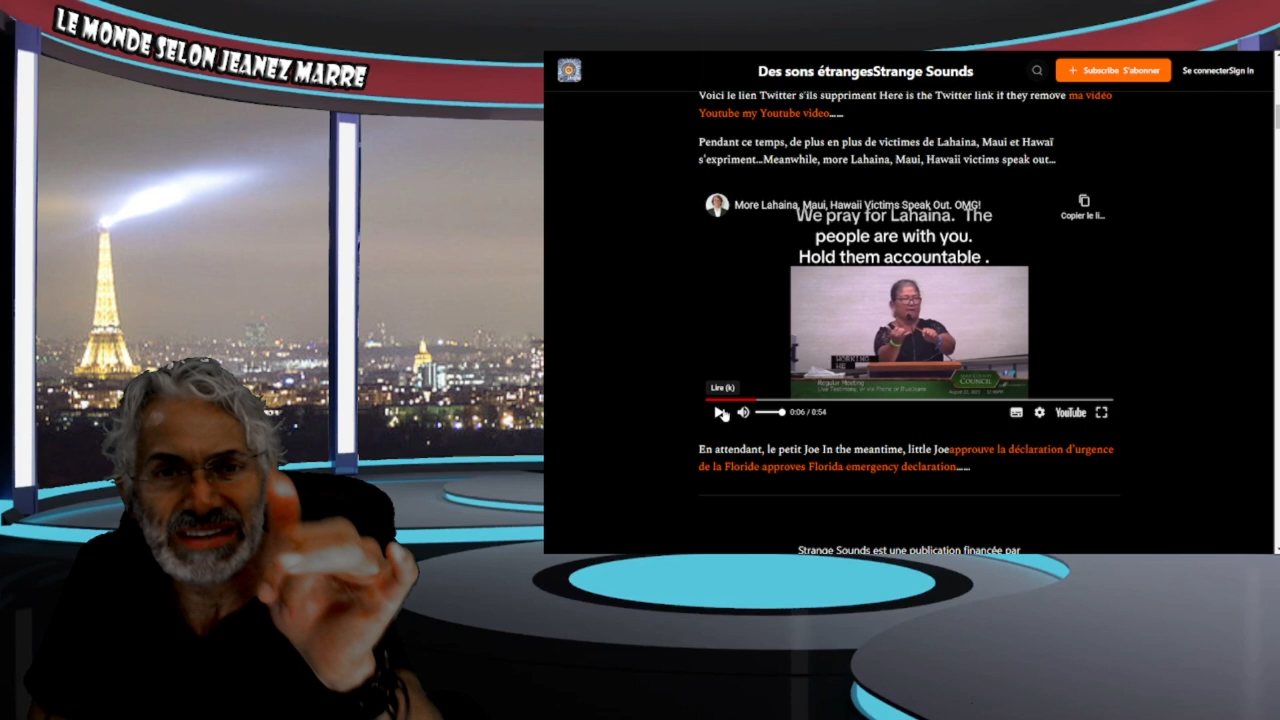 LE MONDE SELON JEANEZ MARRE
Des sons étrangesStrange Sounds
Subscribe S'abonner
Se connecterSign in
Voici le lien Twitter s'ils suppriment Here is the Twitter link if they remove ma vidéo
Youtube my Youtube video......
Pendant ce temps, de plus en plus de victimes de Lahaina, Maui et Hawaï
s'expriment...Meanwhile, more Lahaina, Maui, Hawaii victims speak out...
More Lahaina, Maui, Hawaii Victims Speak Out. OMG!
Copier le li...
We pray for Lahaina. The
people are with you.
Hold them accountable .
Regular Meeting
COUNCIL
Lire (k)
0:06 / 0:54
YouTube
En attendant, le petit Joe In the meantime, little Joeapprouve la déclaration d'urgence
de la Floride approves Florida emergency declaration......
Strange Sounds est une publication financée par